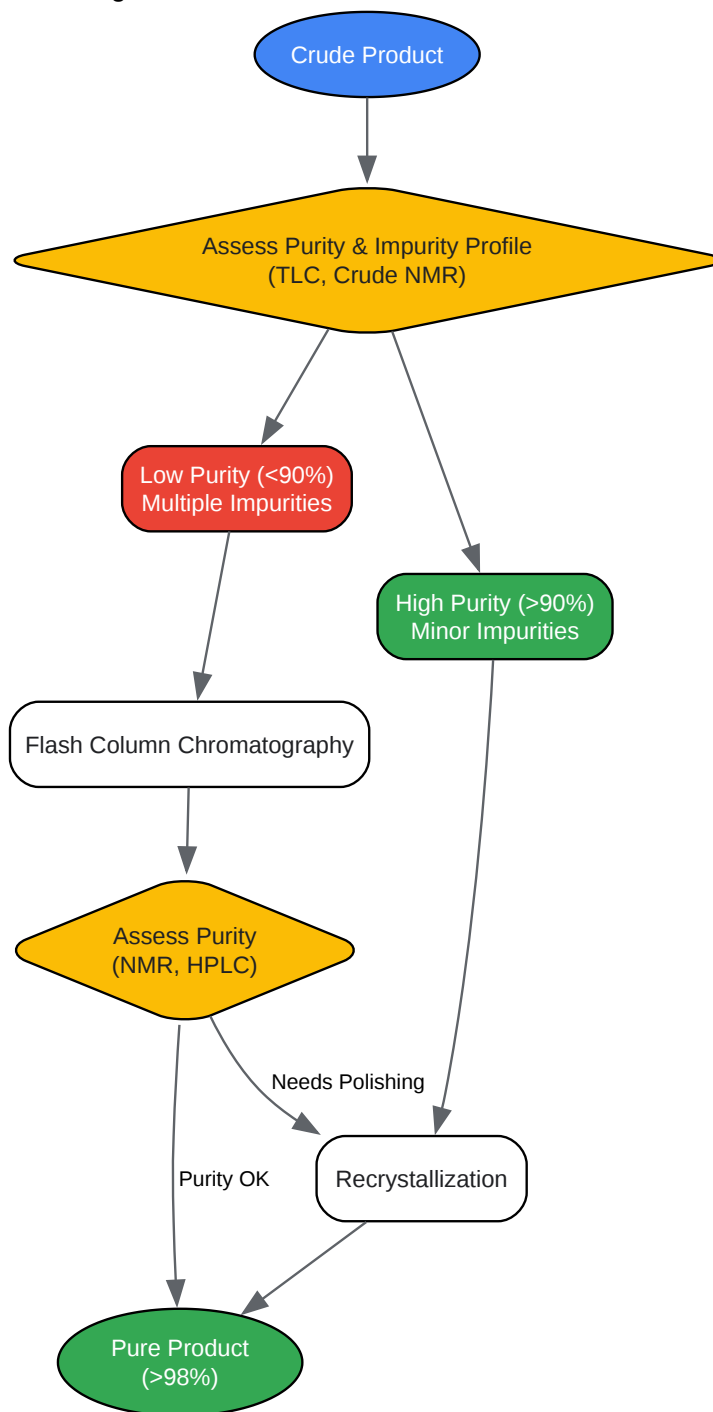 Crude Product
Assess Purity & Impurity Profile
(TLC, Crude NMR)
Low Purity (<90%)
Multiple Impurities
High Purity (>90%)
Minor Impurities
Flash Column Chromatography
Assess Purity
(NMR, HPLC)
Needs Polishing
Purity OK
Recrystallization
Pure Product
(>98%)